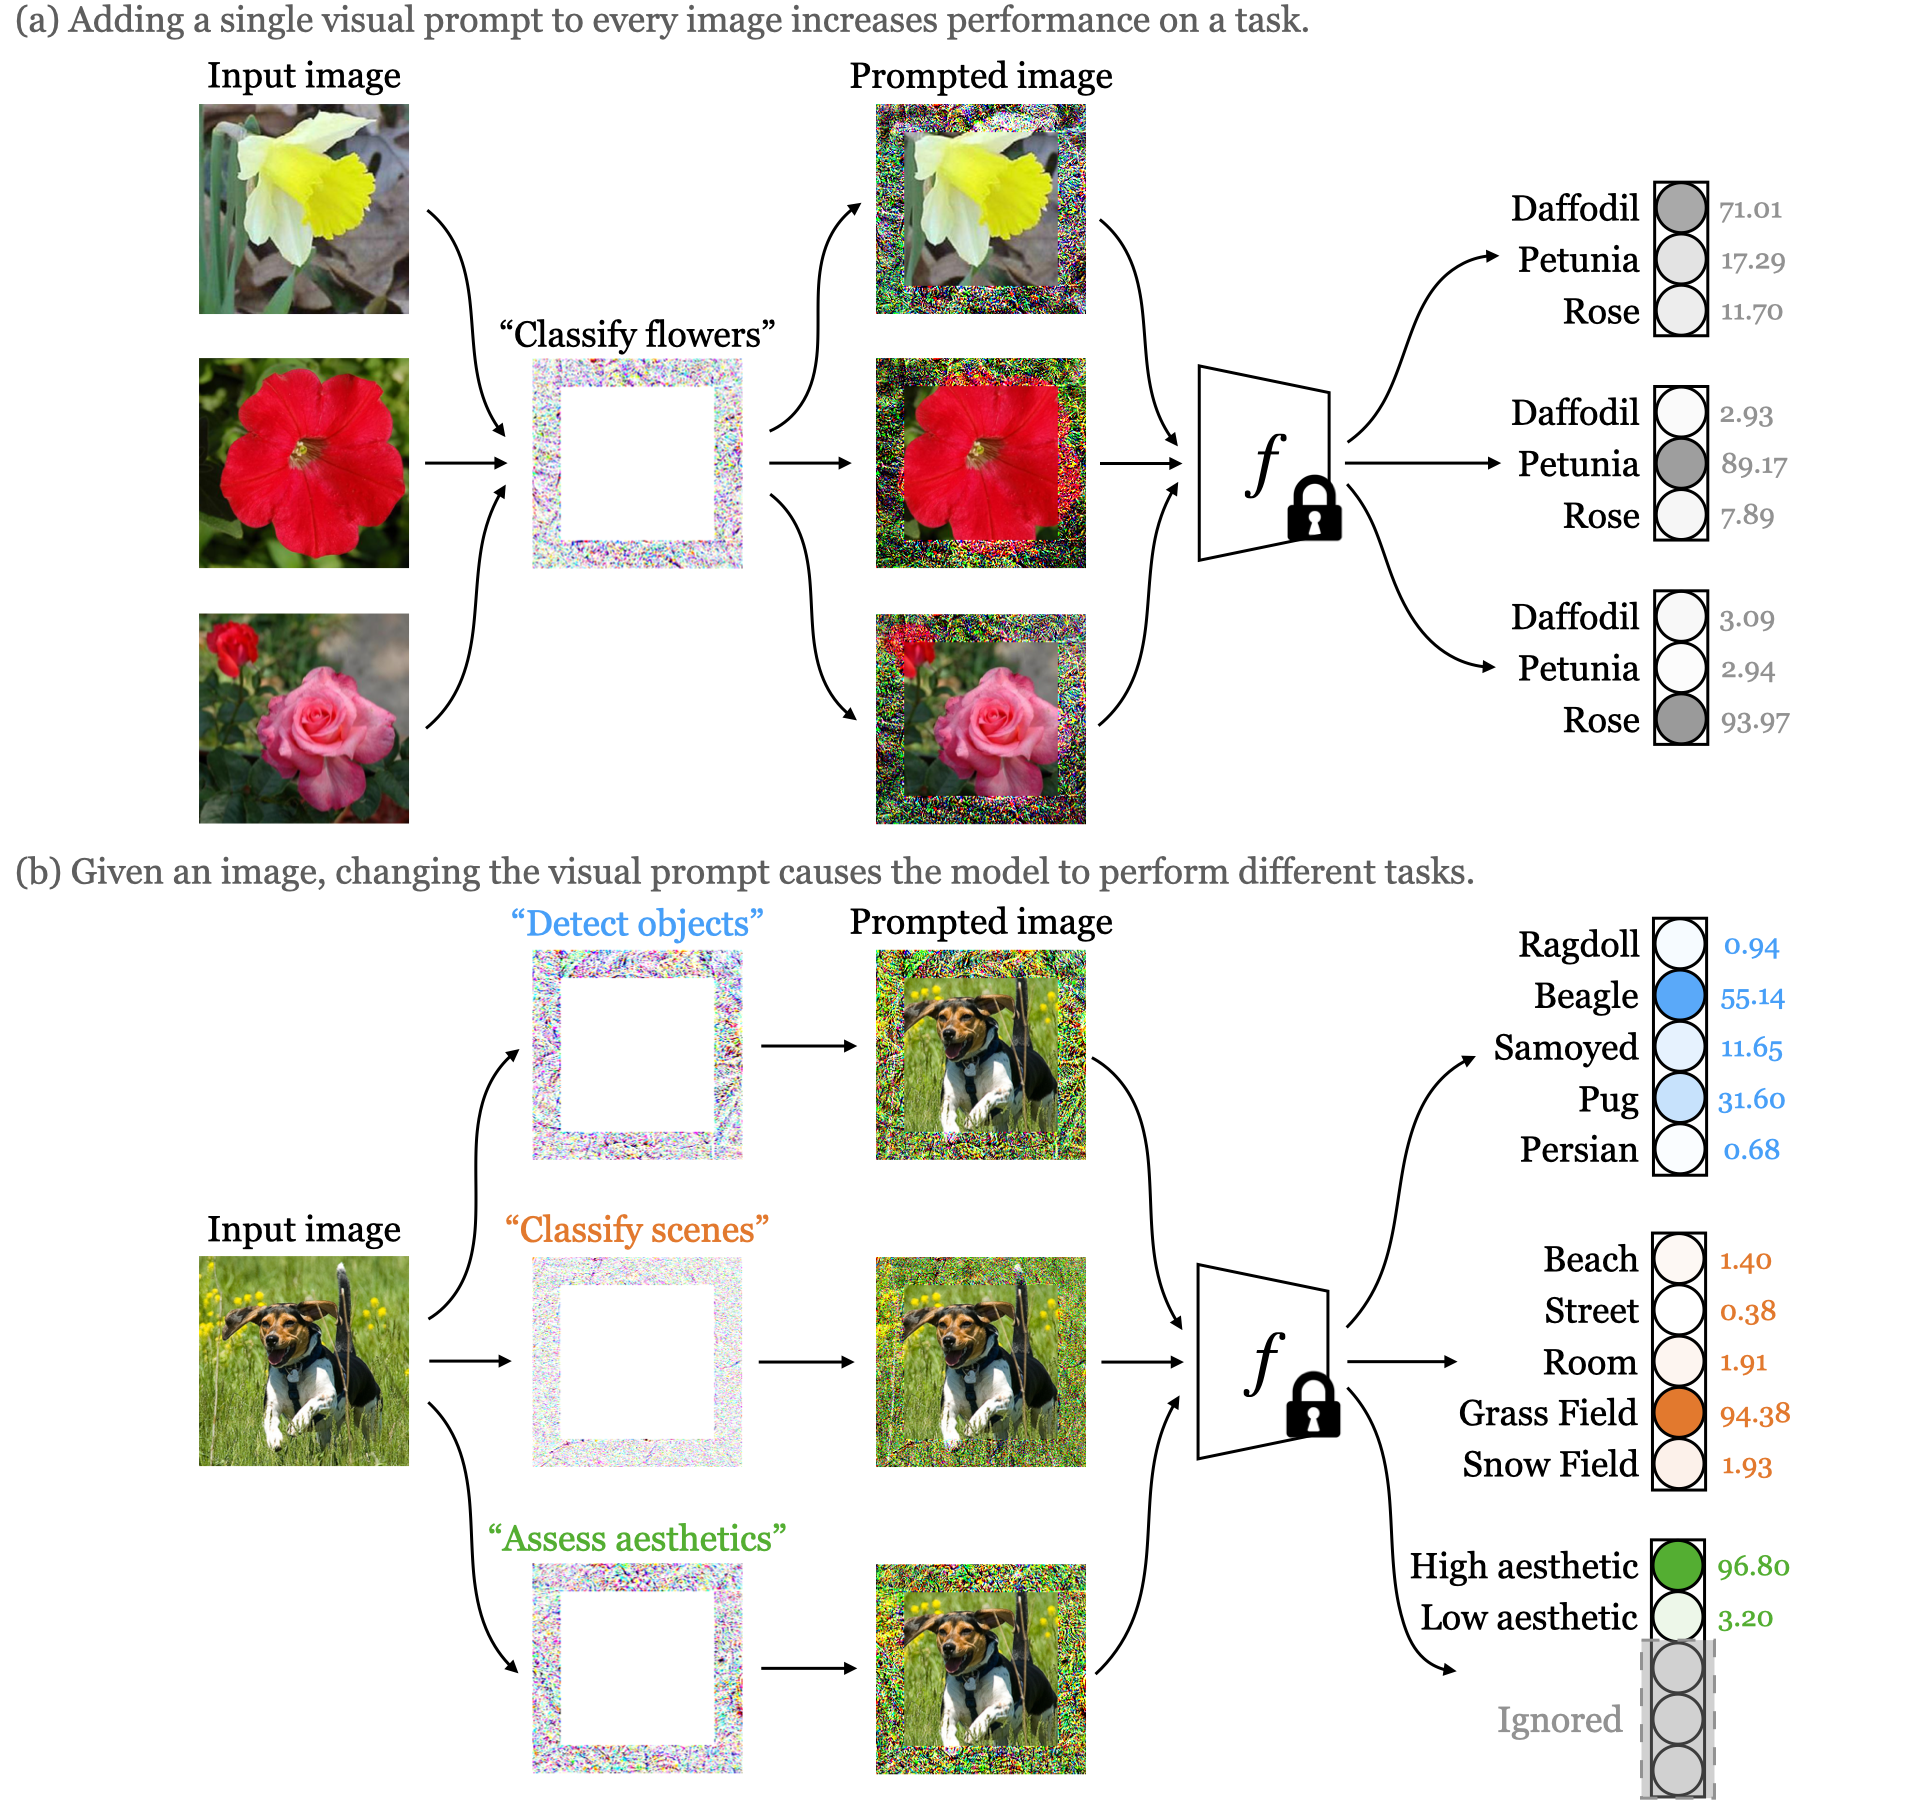 (a) Adding a single visual prompt to every image increases performance on a task.
Input image
Prompted image
“Classify flowers”
f
Daffodil 71.01
Petunia 17.29
Rose 11.70
Daffodil 2.93
Petunia 89.17
Rose 7.89
Daffodil 3.09
Petunia 2.94
Rose 93.97
(b) Given an image, changing the visual prompt causes the model to perform different tasks.
“Detect objects”
Prompted image
Input image
“Classify scenes”
“Assess aesthetics”
f
Ragdoll 0.94
Beagle 55.14
Samoyed 11.65
Pug 31.60
Persian 0.68
Beach 1.40
Street 0.38
Room 1.91
Grass Field 94.38
Snow Field 1.93
High aesthetic 96.80
Low aesthetic 3.20
Ignored